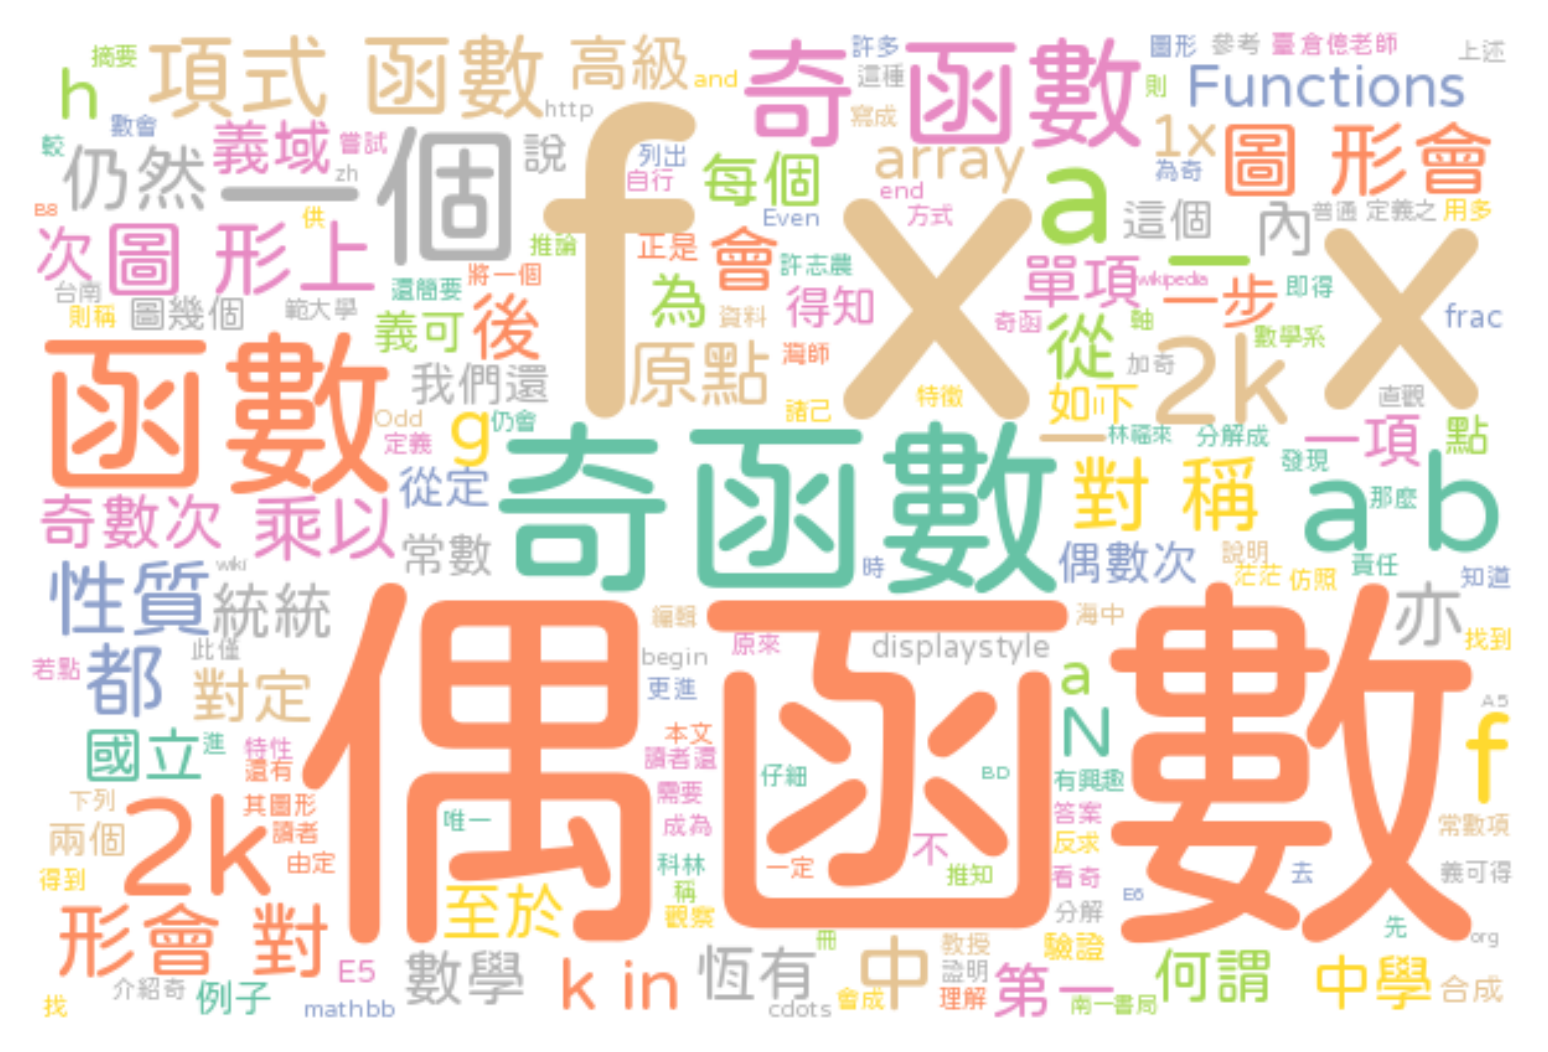 摘要
h
項式 函數
高級
and
奇函數
許多
這種
圖形
參考
臺倉億老師
上述
則
Functions
http
寫成
數會
較
義域
嘗試
仍然
zh
一個
說
f x
列出
自行
每個
array
1x
為奇
圖 形會
B8
供
end
方式
Even
a
這個
內
普通
定義之
用多
次
圖 形上
推論
正是
會
許志農
單項
wikipedia
一步
即得
台南
則稱
還簡要
將一個
圖幾個
範大學
義可
後
為
資料
得知
奇函
軸
從
加奇
數學系
frac
x
函數
我們還
原點
灣師
2k
直觀
Odd
定義
g
仍會
諸己
特徵
如下
一
林福來
分解成
一項
點
發現
從定
奇函數
對 稱
a b
那麼
奇數次
乘以
常數
時
偶數次
說明
茫茫
仿照
責任
知道
性質
wiki
統統
此僅
偶函數
編輯
原來
displaystyle
海中
亦
找到
若點
都
對定
begin
更進
a
A5
國立
進
特性
還有
本文
讀者還
N
f
仔細
BD
有興趣
下列
2k
其圖形
讀者
需要
成為
唯一
不
答案
反求
常數項
兩個
由定
得到
科林
稱
一定
推知
看奇
E6
去
義可得
形會 對
至於
觀察
分解
先
org
E5
數學
k in
恆有
冊
中
教授
證明
理解
驗證
第一
何謂
中學
合成
找
介紹奇
例子
mathbb
cdots
會成
南一書局